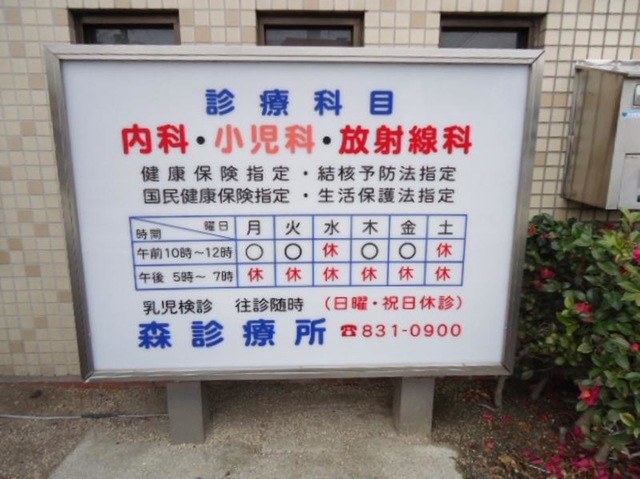 診療科目
内科・小児科・放射線科
健康保険指定・結核予防法指定
国民健康保険指定・生活保護法指定
時間 曜日 月 火 水 木 金 土
午前10時〜12時 ○ ○ 休 ○ ○ 休
午後 5時〜 7時 休 休 休 休 休 休
乳児検診 往診随時 (日曜・祝日休診)
森診療所 ☎831-0900